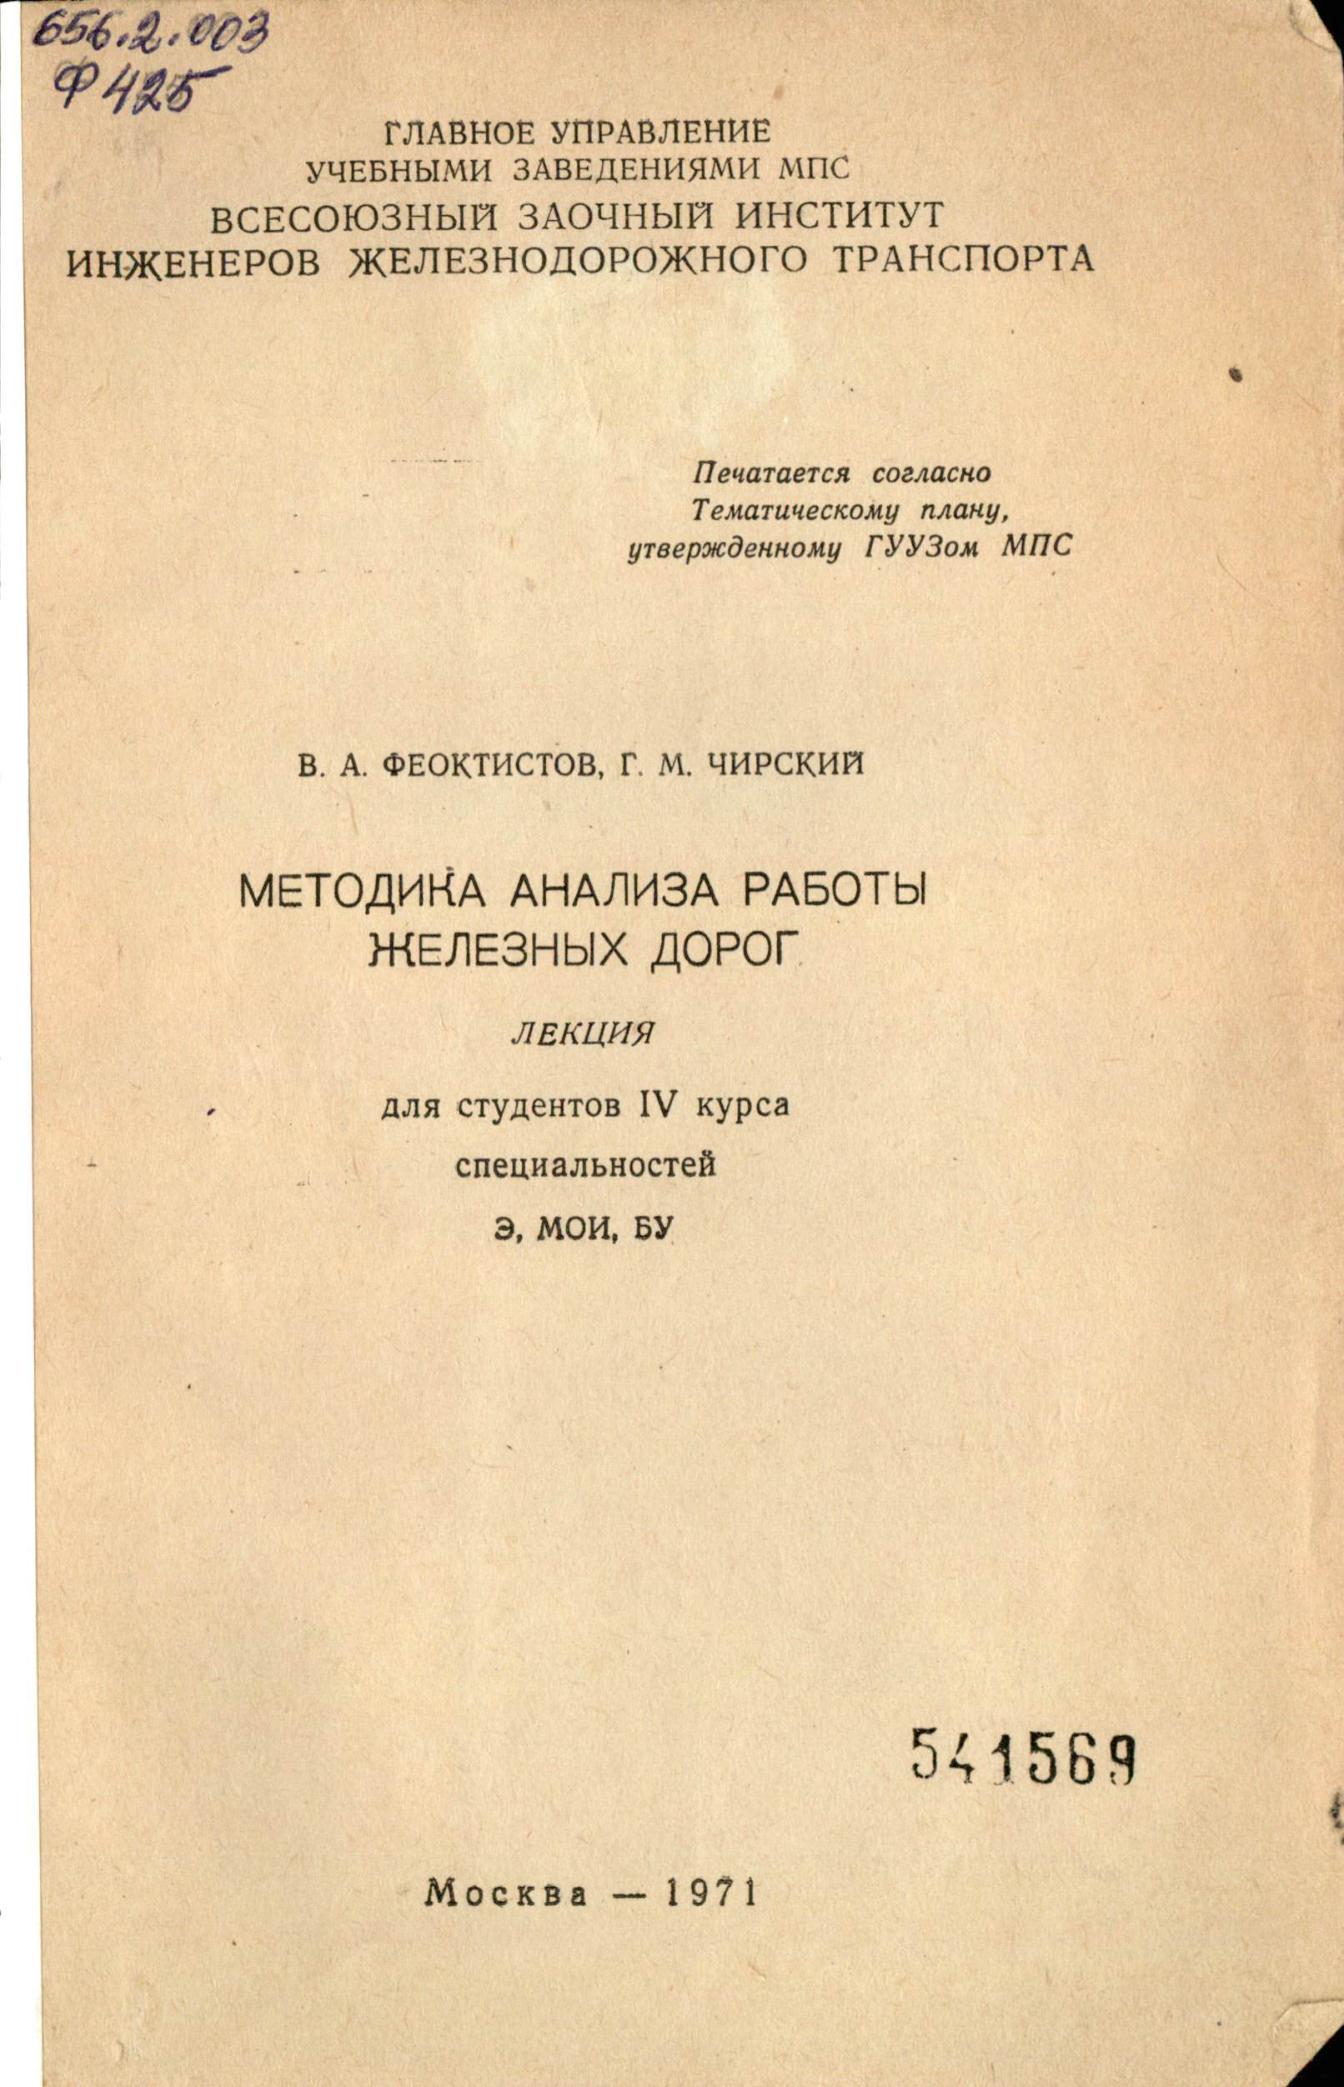 656.2.003
Ф 425
ГЛАВНОЕ УПРАВЛЕНИЕ
УЧЕБНЫМИ ЗАВЕДЕНИЯМИ МПС
ВСЕСОЮЗНЫЙ ЗАОЧНЫЙ ИНСТИТУТ
ИНЖЕНЕРОВ ЖЕЛЕЗНОДОРОЖНОГО ТРАНСПОРТА
Печатается согласно
Тематическому плану,
утвержденному ГУУЗом МПС
В. А. ФЕОКТИСТОВ, Г. М. ЧИРСКИЙ
МЕТОДИКА АНАЛИЗА РАБОТЫ
ЖЕЛЕЗНЫХ ДОРОГ
ЛЕКЦИЯ
для студентов IV курса
специальностей
Э, МОИ, БУ
541569
Москва — 1971